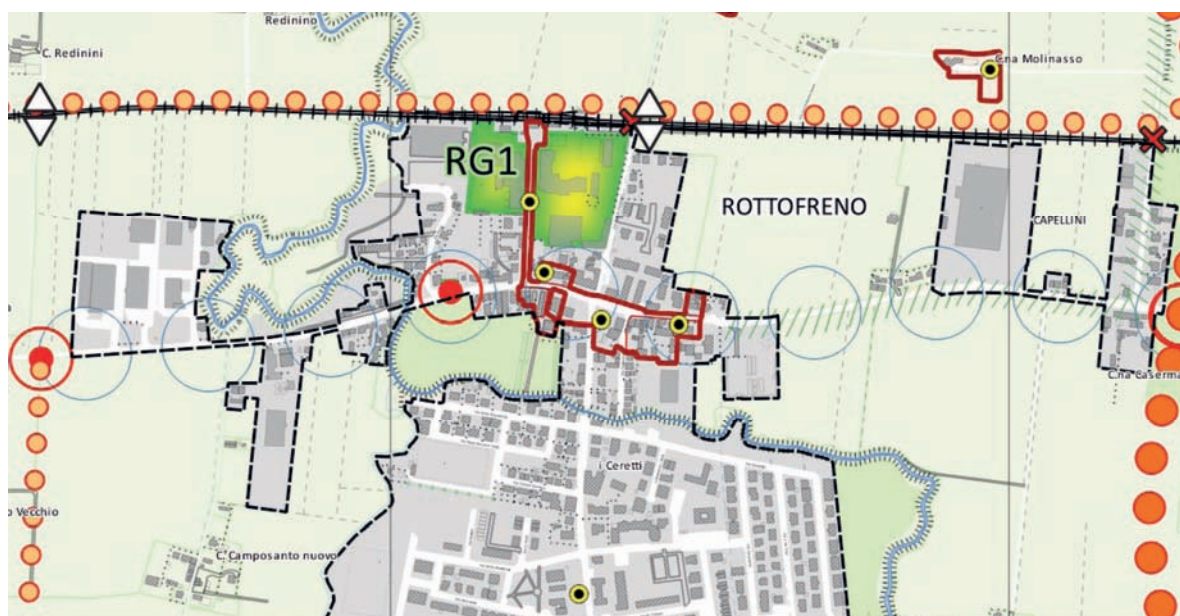 Redinino
C. Redinini
C.na Molinasso
RG1
ROTTOFRENO
CAPELLINI
C.na Caserma
i Ceretti
o Vecchio
C. Camposanto nuovo